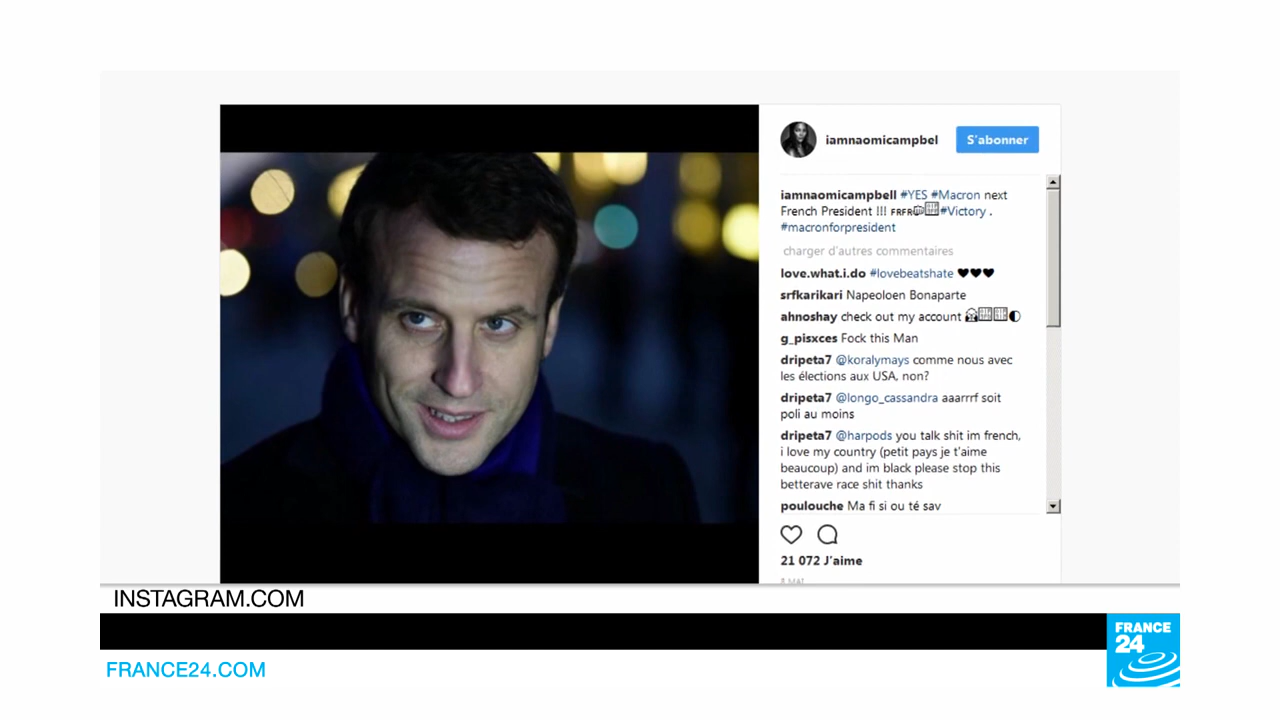 iamnaomicampbel
S'abonner
iamnaomicampbell #YES #Macron next
French President !!! FRFR #Victory .
#macronforpresident
charger d'autres commentaires
love.what.i.do #lovebeatshate ♥♥♥
srfkarikari Napeoloen Bonaparte
ahnoshay check out my account
g_pisxces Fock this Man
dripeta7 @koralymays comme nous avec
les élections aux USA, non?
dripeta7 @longo_cassandra aaarrrf soit
poli au moins
dripeta7 @harpods you talk shit im french,
i love my country (petit pays je t'aime
beaucoup) and im black please stop this
betterave race shit thanks
poulouche Ma fi si ou té sav
21 072 J'aime
8 MAI
INSTAGRAM.COM
FRANCE
24
FRANCE24.COM